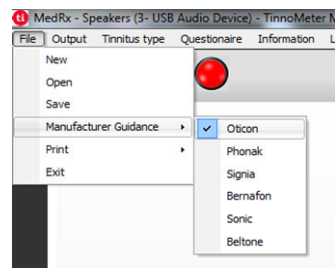 ti MedRx - Speakers (3- USB Audio Device) - TinnoMeter
File Output Tinnitus type Questionaire Information
New
Open
Save
Manufacturer Guidance
Oticon
Phonak
Signia
Bernafon
Sonic
Beltone
Print
Exit